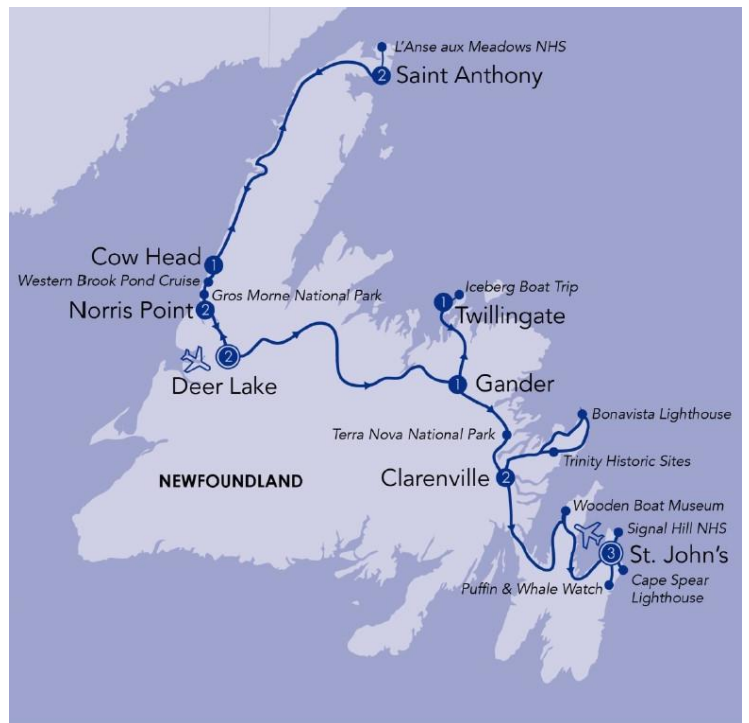 L'Anse aux Meadows NHS
2
Saint Anthony
Cow Head
1
Western Brook Pond Cruise
Gros Morne National Park
Norris Point
2
Iceberg Boat Trip
1
Twillingate
2
Deer Lake
1
Gander
Bonavista Lighthouse
Terra Nova National Park
Trinity Historic Sites
Clarenville
2
NEWFOUNDLAND
Wooden Boat Museum
Signal Hill NHS
3
St. John's
Puffin & Whale Watch
Cape Spear
Lighthouse